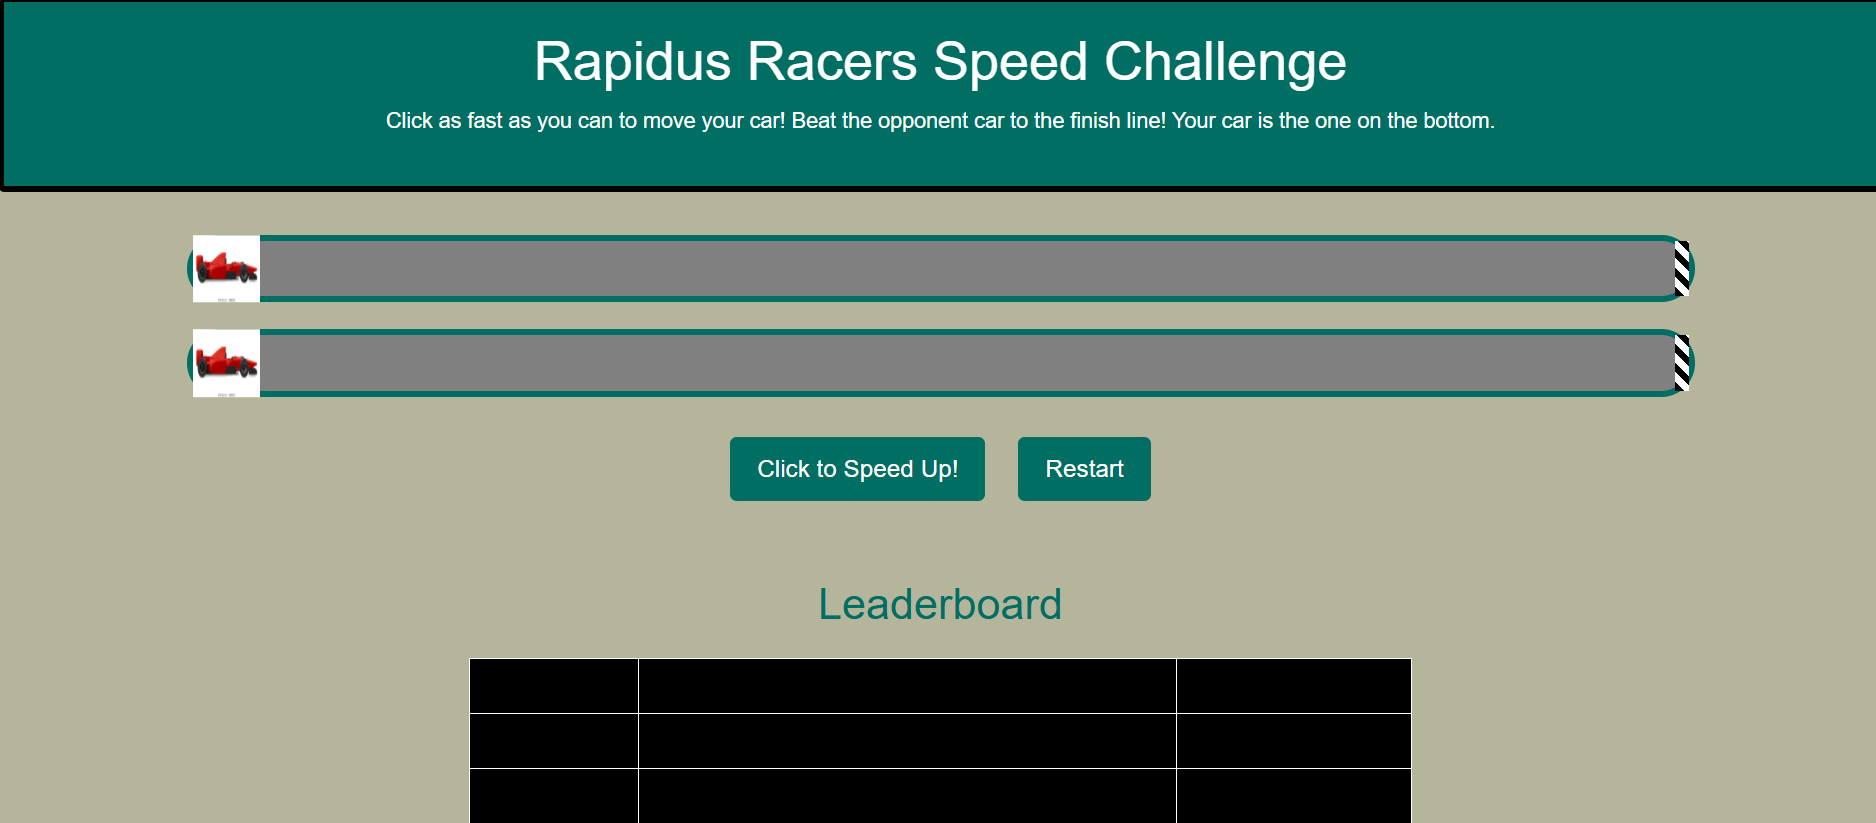 Rapidus Racers Speed Challenge
Click as fast as you can to move your car! Beat the opponent car to the finish line! Your car is the one on the bottom.
Click to Speed Up!
Restart
Leaderboard